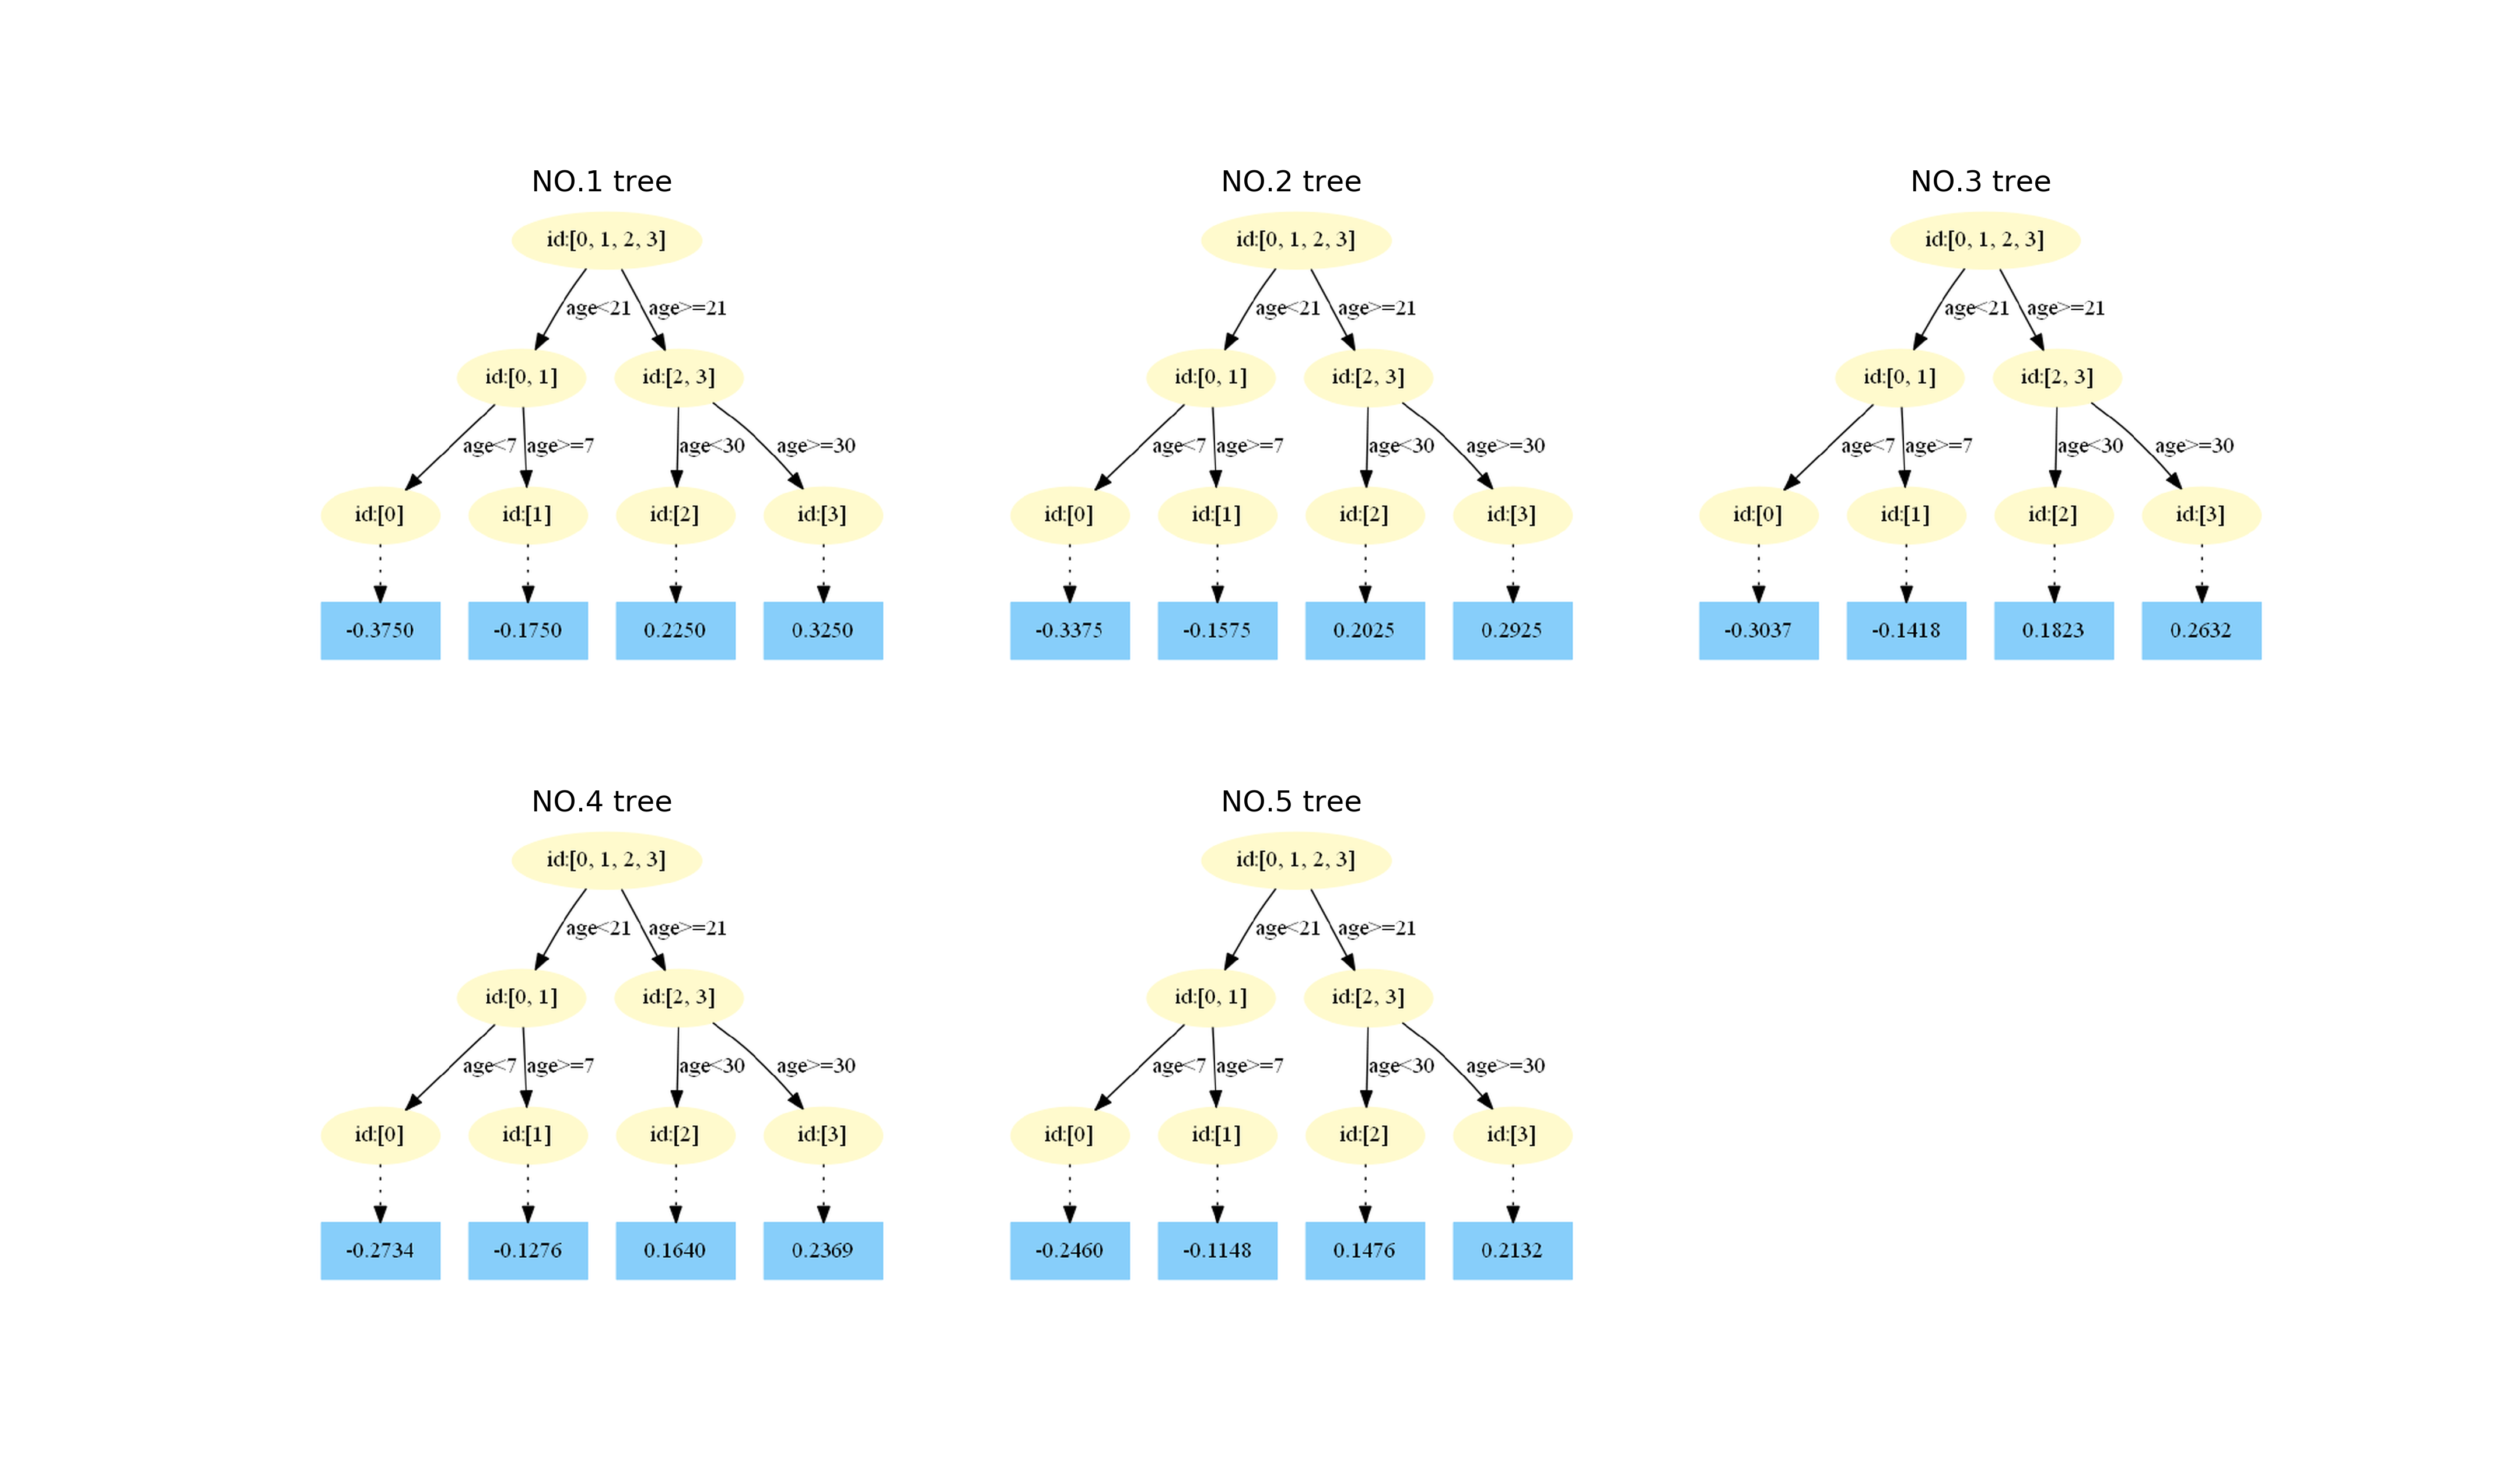 NO.1 tree
id:[0, 1, 2, 3]
age<21 age>=21
id:[0, 1] id:[2, 3]
age<7 age>=7 age<30 age>=30
id:[0] id:[1] id:[2] id:[3]
-0.3750 -0.1750 0.2250 0.3250
NO.2 tree
id:[0, 1, 2, 3]
age<21 age>=21
id:[0, 1] id:[2, 3]
age<7 age>=7 age<30 age>=30
id:[0] id:[1] id:[2] id:[3]
-0.3375 -0.1575 0.2025 0.2925
NO.3 tree
id:[0, 1, 2, 3]
age<21 age>=21
id:[0, 1] id:[2, 3]
age<7 age>=7 age<30 age>=30
id:[0] id:[1] id:[2] id:[3]
-0.3037 -0.1418 0.1823 0.2632
NO.4 tree
id:[0, 1, 2, 3]
age<21 age>=21
id:[0, 1] id:[2, 3]
age<7 age>=7 age<30 age>=30
id:[0] id:[1] id:[2] id:[3]
-0.2734 -0.1276 0.1640 0.2369
NO.5 tree
id:[0, 1, 2, 3]
age<21 age>=21
id:[0, 1] id:[2, 3]
age<7 age>=7 age<30 age>=30
id:[0] id:[1] id:[2] id:[3]
-0.2460 -0.1148 0.1476 0.2132